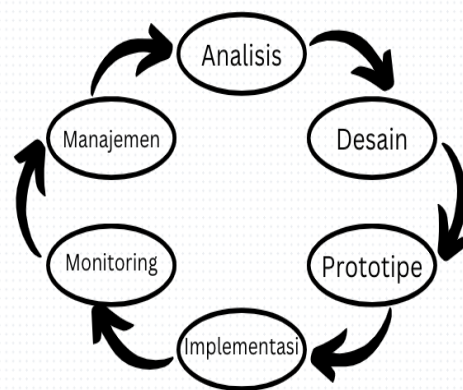 Analisis
Desain
Prototipe
Implementasi
Monitoring
Manajemen